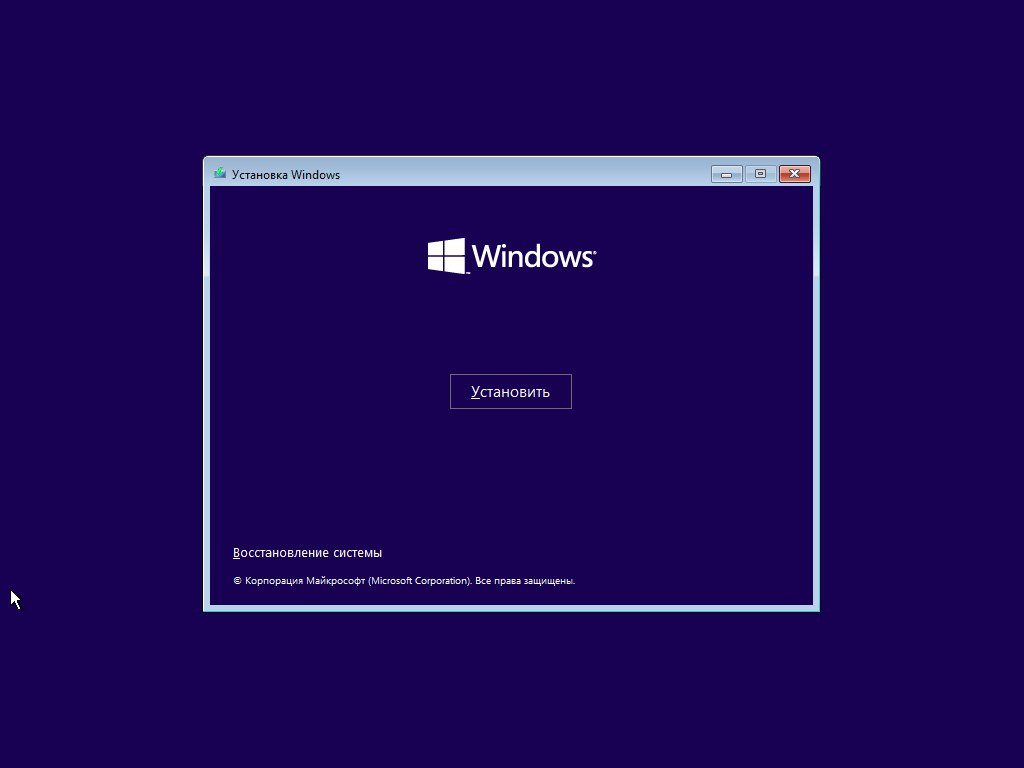 Установка Windows
Windows
Установить
Восстановление системы
© Корпорация Майкрософт (Microsoft Corporation). Все права защищены.